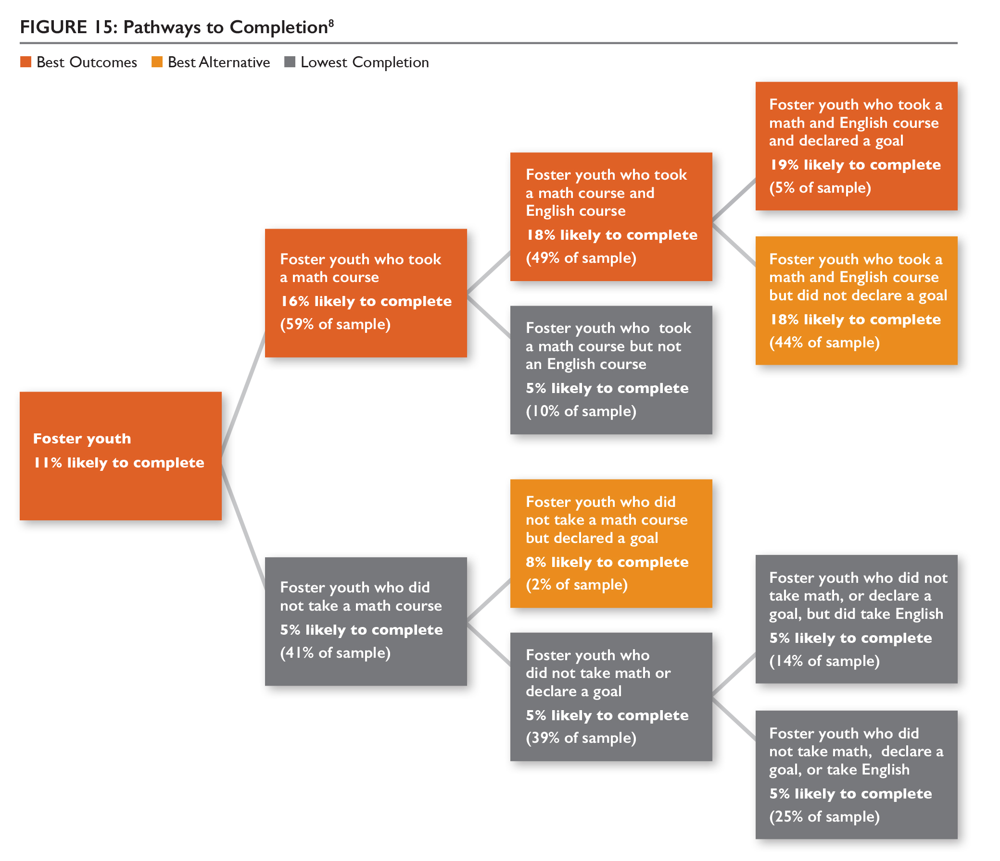 FIGURE 15: Pathways to Completion⁸
Best Outcomes
Best Alternative
Lowest Completion
Foster youth
11% likely to complete
Foster youth who took
a math course
16% likely to complete
(59% of sample)
Foster youth who did
not take a math course
5% likely to complete
(41% of sample)
Foster youth who took
a math course and
English course
18% likely to complete
(49% of sample)
Foster youth who took
a math course but not
an English course
5% likely to complete
(10% of sample)
Foster youth who did
not take a math course
but declared a goal
8% likely to complete
(2% of sample)
Foster youth who
did not take math or
declare a goal
5% likely to complete
(39% of sample)
Foster youth who took a
math and English course
and declared a goal
19% likely to complete
(5% of sample)
Foster youth who took a
math and English course
but did not declare a goal
18% likely to complete
(44% of sample)
Foster youth who did not
take math, or declare a
goal, but did take English
5% likely to complete
(14% of sample)
Foster youth who did
not take math, declare a
goal, or take English
5% likely to complete
(25% of sample)